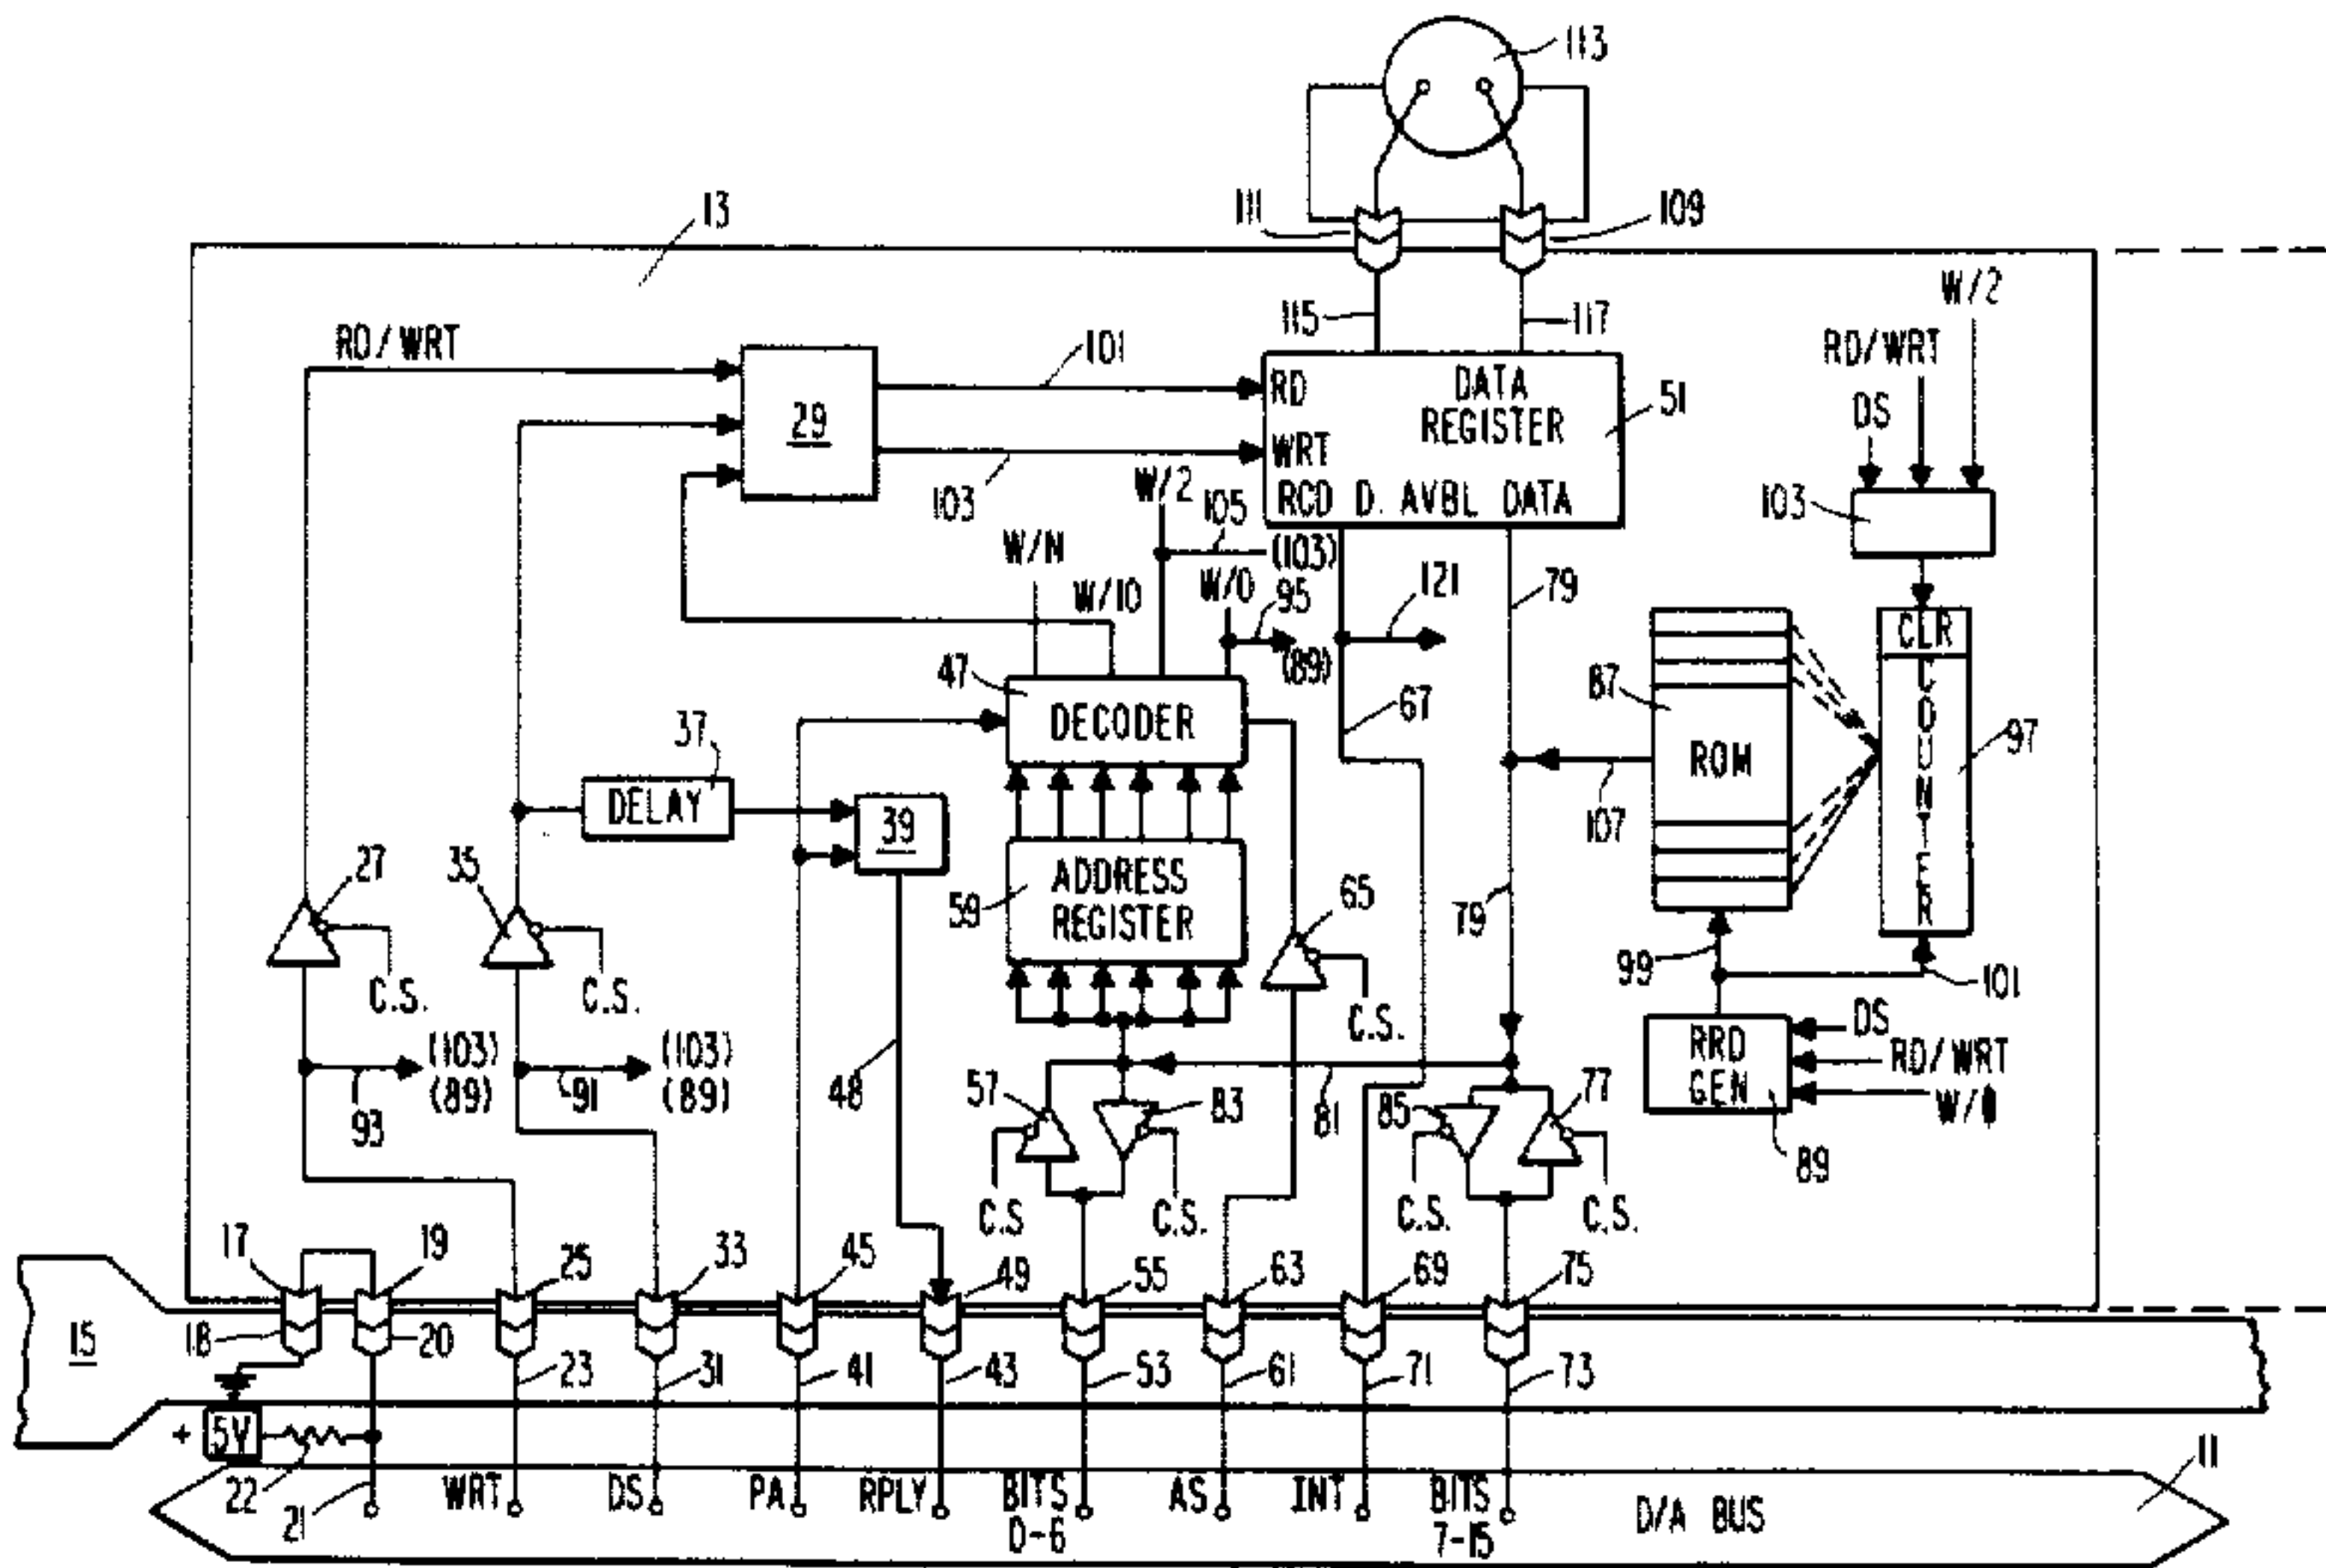 113
13
111
109
W/2
115
117
RD/WRT
RD/WRT
101
RD
DATA
REGISTER
51
DS
29
WRT
103
W/2
RCD D. AVBL DATA
103
105
(103)
W/N
W/10
W/0
95
121
79
(89)
CLR
COUNTER
47
DECODER
67
87
ROM
97
37
DELAY
39
107
27
35
59
ADDRESS
REGISTER
65
79
99
101
C.S.
C.S.
C.S.
(103)
(89)
(103)
(89)
93
91
48
57
83
81
85
77
RRD
GEN
DS
RD/WRT
W/0
89
C.S
C.S.
C.S.
C.S.
17
19
25
33
45
49
55
63
69
75
15
18
20
23
31
41
43
53
61
71
73
+ 5V
22
21
WRT
DS
PA
RPLY
BITS
0-6
AS
INT
BITS
7-15
D/A BUS
11